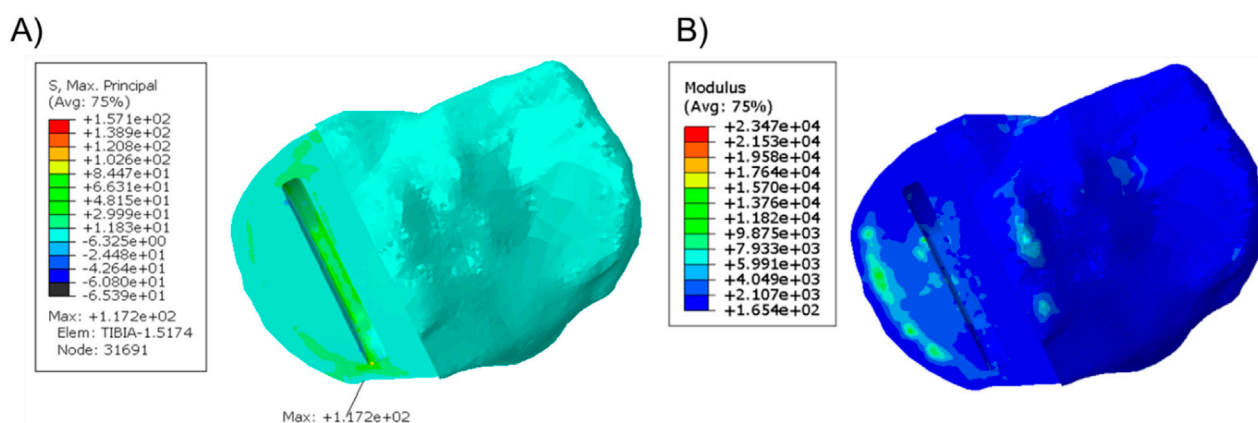 A)
S, Max. Principal
(Avg: 75%)
+1.571e+02
+1.389e+02
+1.208e+02
+1.026e+02
+8.447e+01
+6.631e+01
+4.815e+01
+2.999e+01
+1.183e+01
-6.325e+00
-2.448e+01
-4.264e+01
-6.080e+01
-6.539e+01
Max: +1.172e+02
Elem: TIBIA-1.5174
Node: 31691
Max: +1.172e+02
B)
Modulus
(Avg: 75%)
+2.347e+04
+2.153e+04
+1.958e+04
+1.764e+04
+1.570e+04
+1.376e+04
+1.182e+04
+9.875e+03
+7.933e+03
+5.991e+03
+4.049e+03
+2.107e+03
+1.654e+02